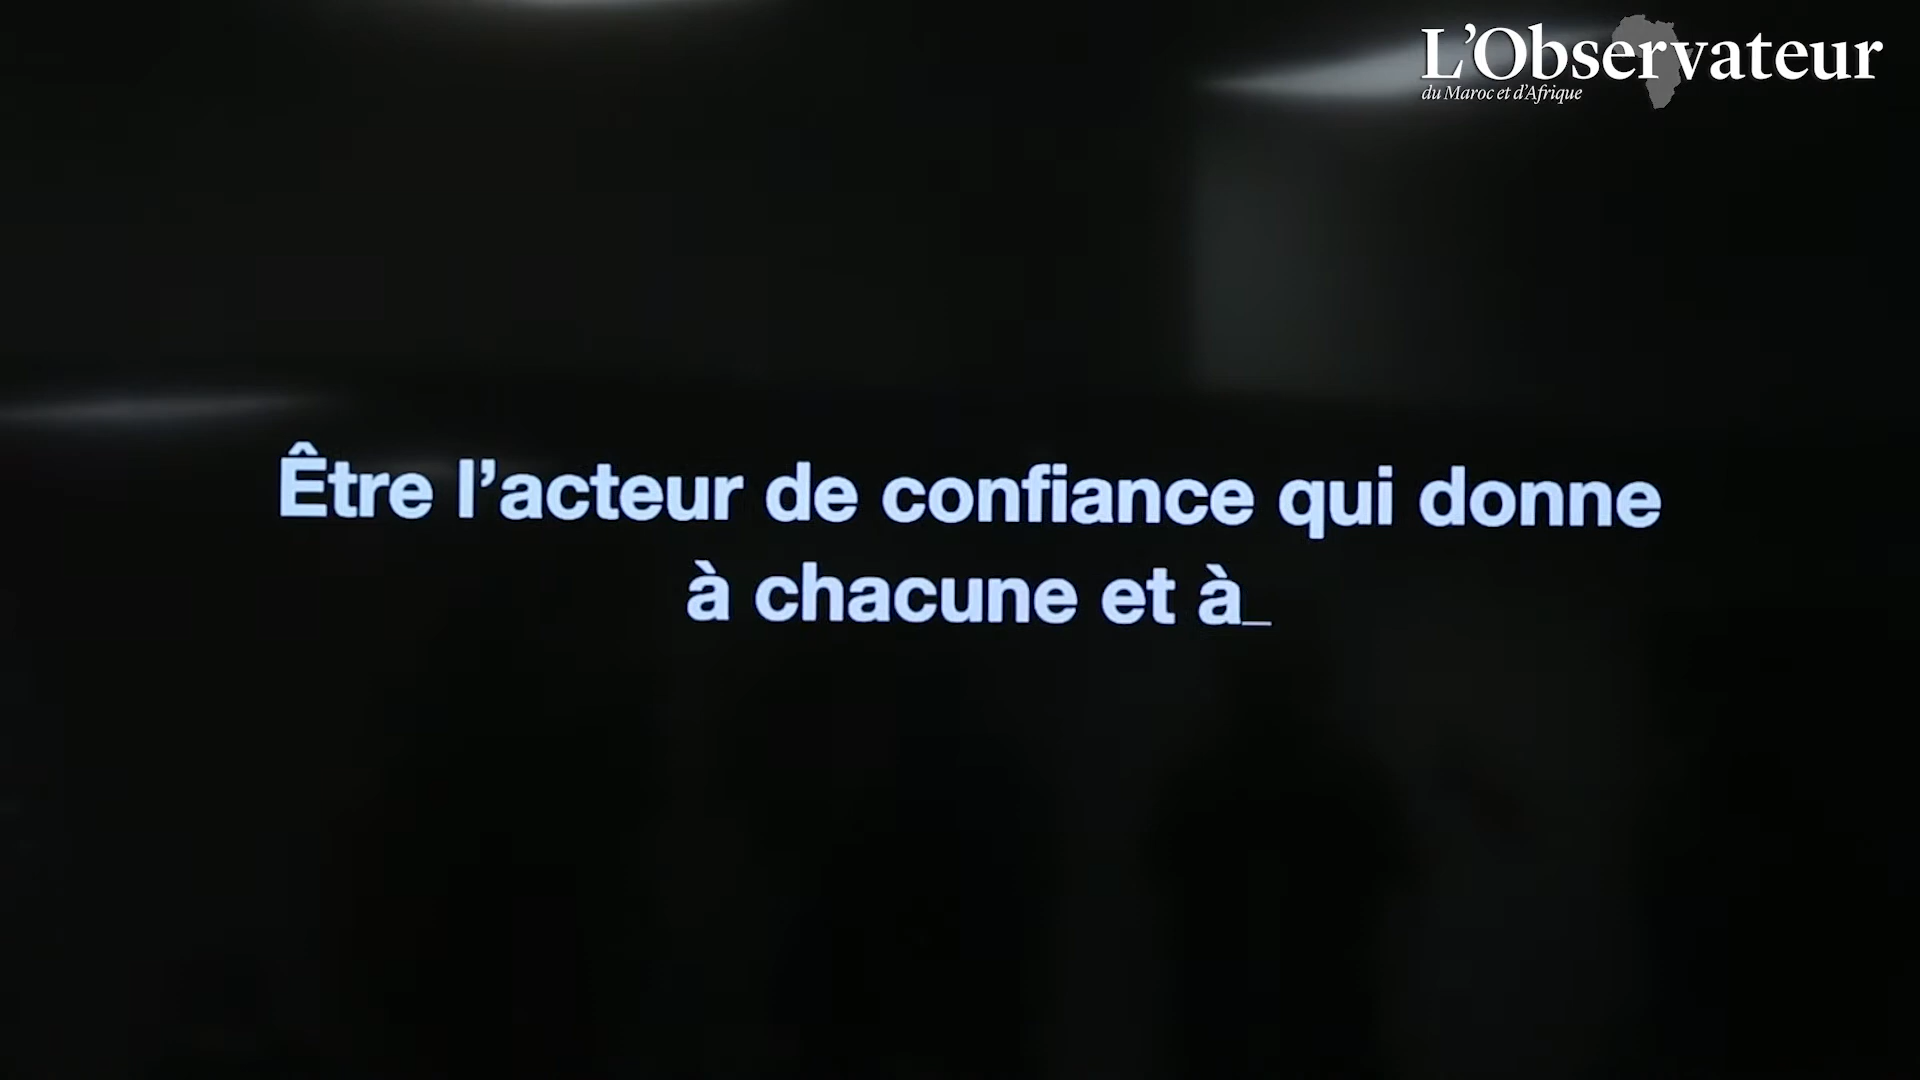 L'Observateur
du Maroc et d'Afrique
Être l’acteur de confiance qui donne
à chacune et à_